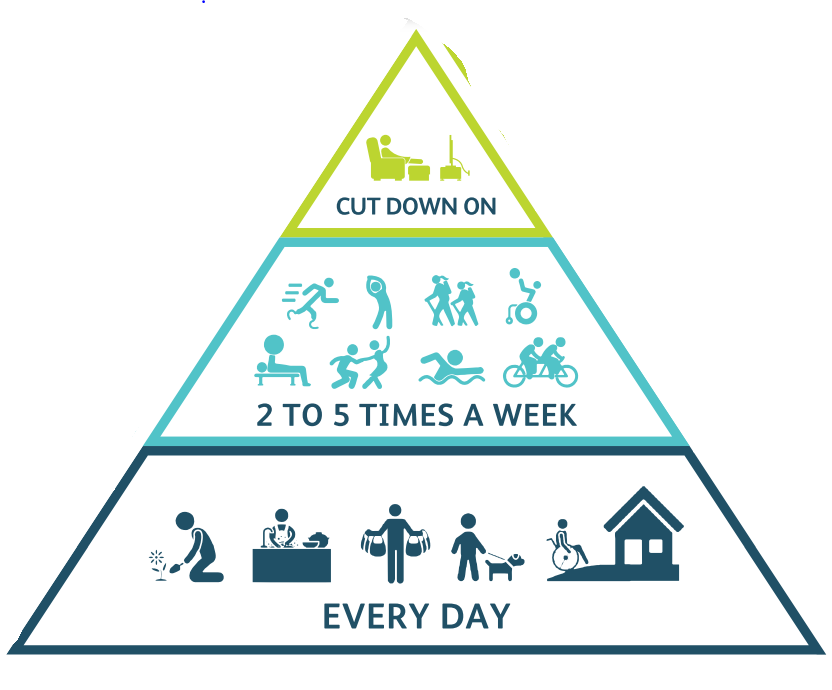 CUT DOWN ON
2 TO 5 TIMES A WEEK
EVERY DAY